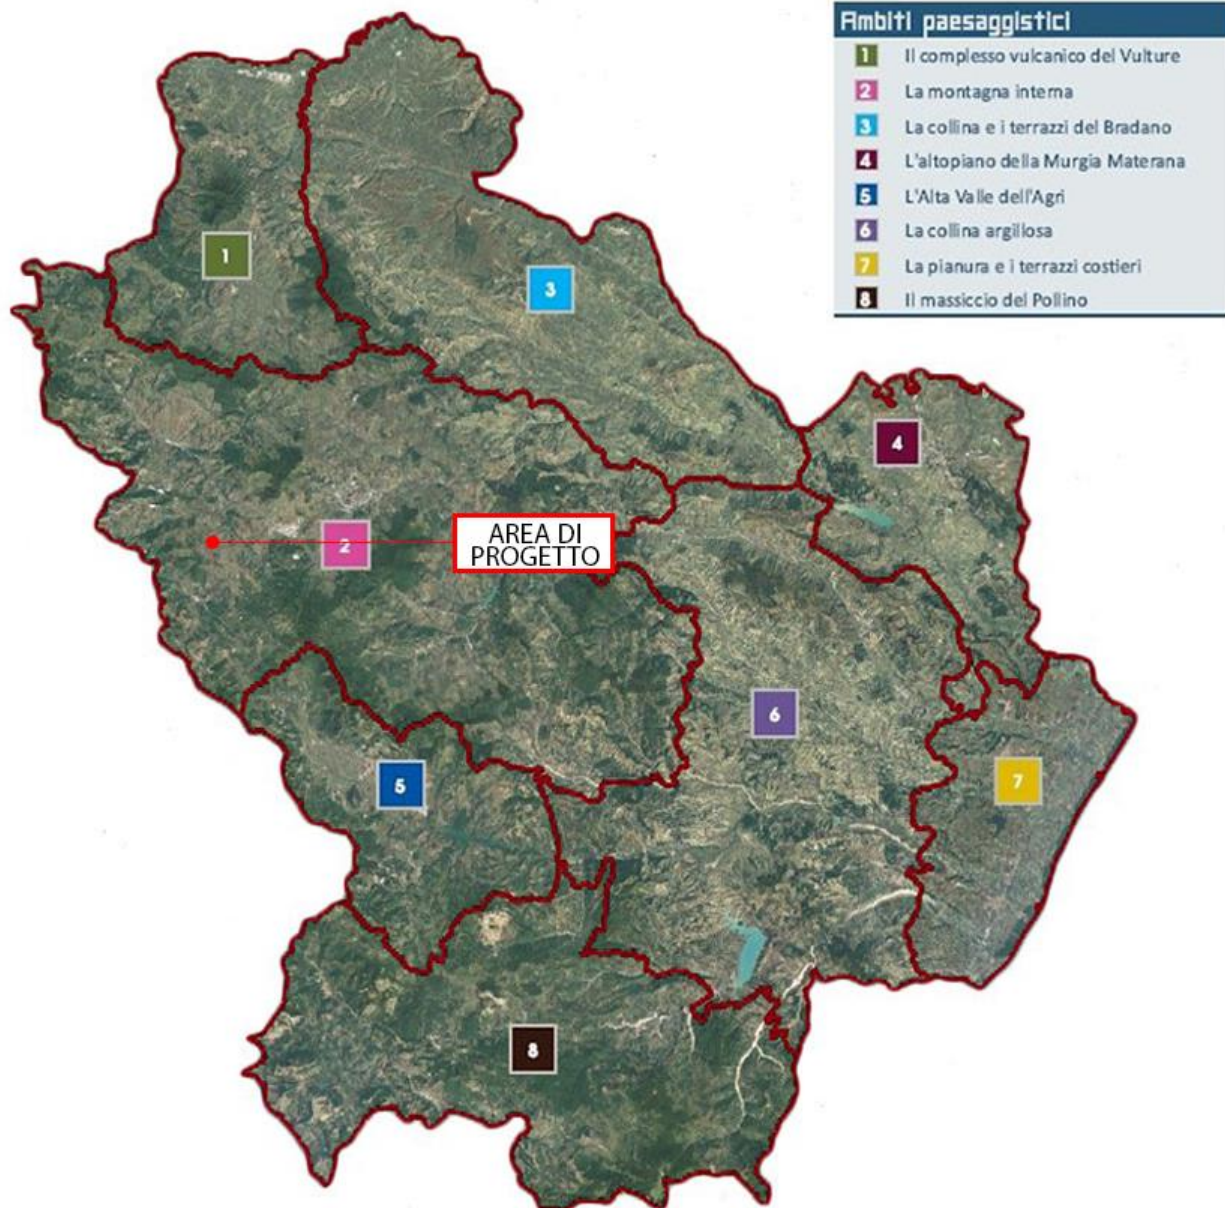 Ambiti paesaggistici
1 Il complesso vulcanico del Vulture
2 La montagna interna
3 La collina e i terrazzi del Bradano
4 L'altopiano della Murgia Materana
5 L'Alta Valle dell'Agri
6 La collina argillosa
7 La pianura e i terrazzi costieri
8 Il massiccio del Pollino
1
3
4
2
AREA DI
PROGETTO
6
5
7
8